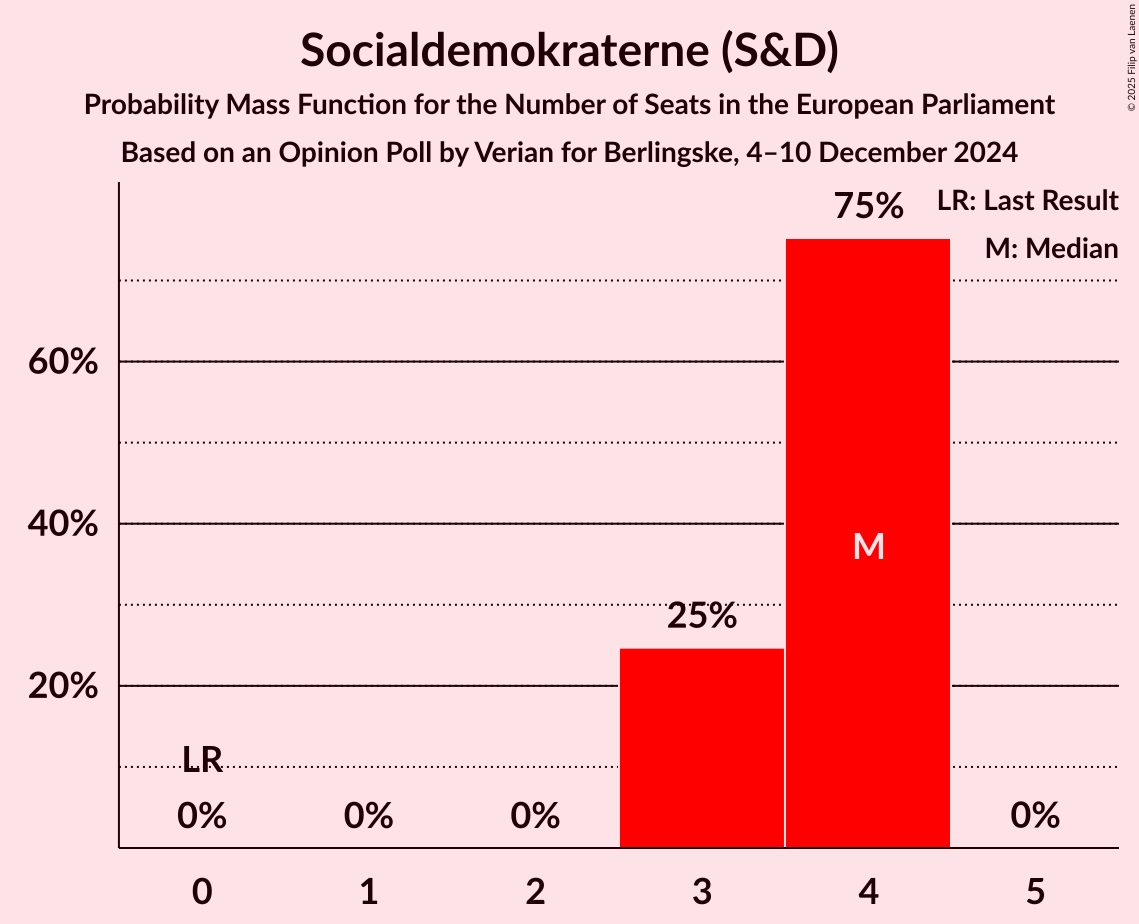 Socialdemokraterne (S&D)
Probability Mass Function for the Number of Seats in the European Parliament
Based on an Opinion Poll by Verian for Berlingske, 4–10 December 2024
© 2025 Filip van Laenen
LR: Last Result
M: Median
75%
60%
40%
M
25%
20%
LR
0%
0%
0%
0%
0
1
2
3
4
5